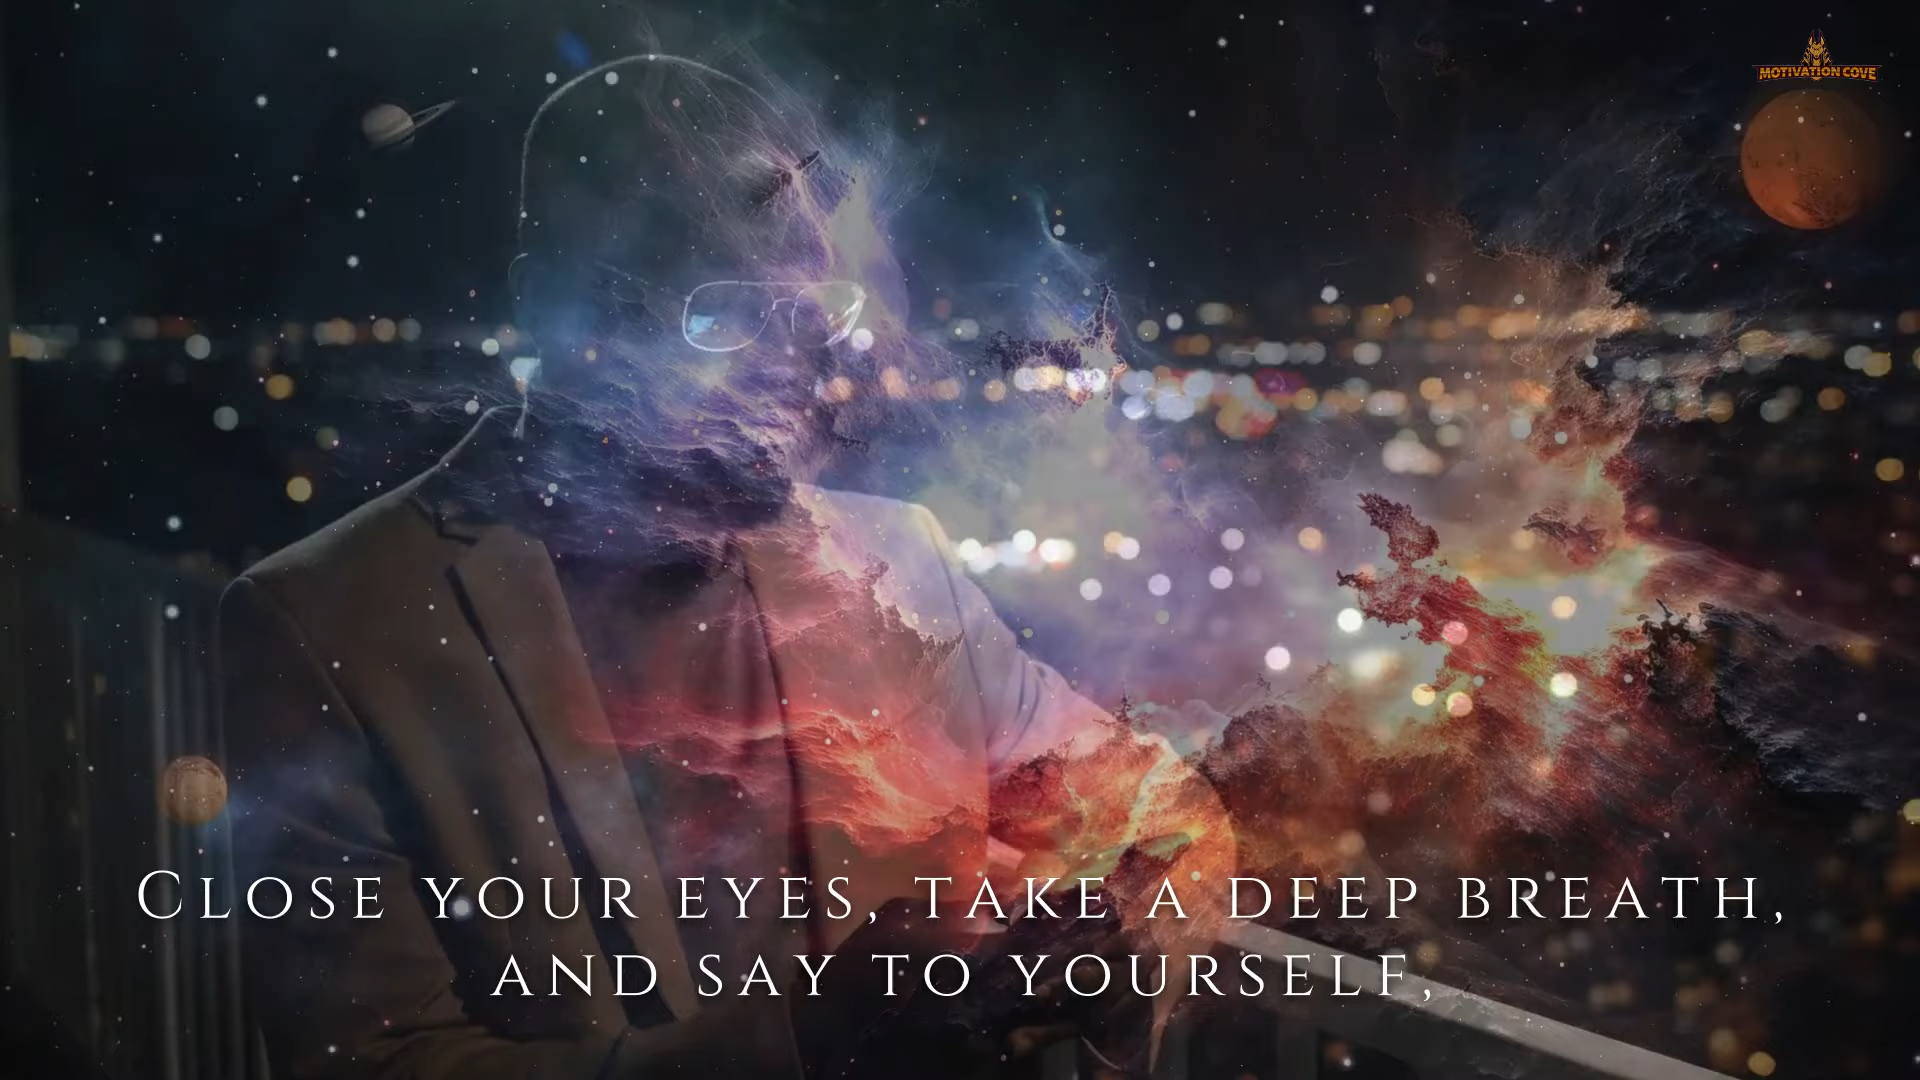 MOTIVATION COVE
Close your eyes, take a deep breath,
and say to yourself,